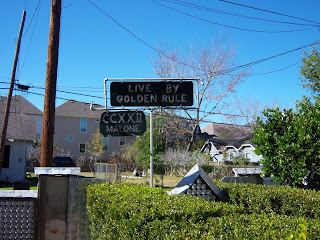 LIVE BY
GOLDEN RULE
CCXXII
MALONE